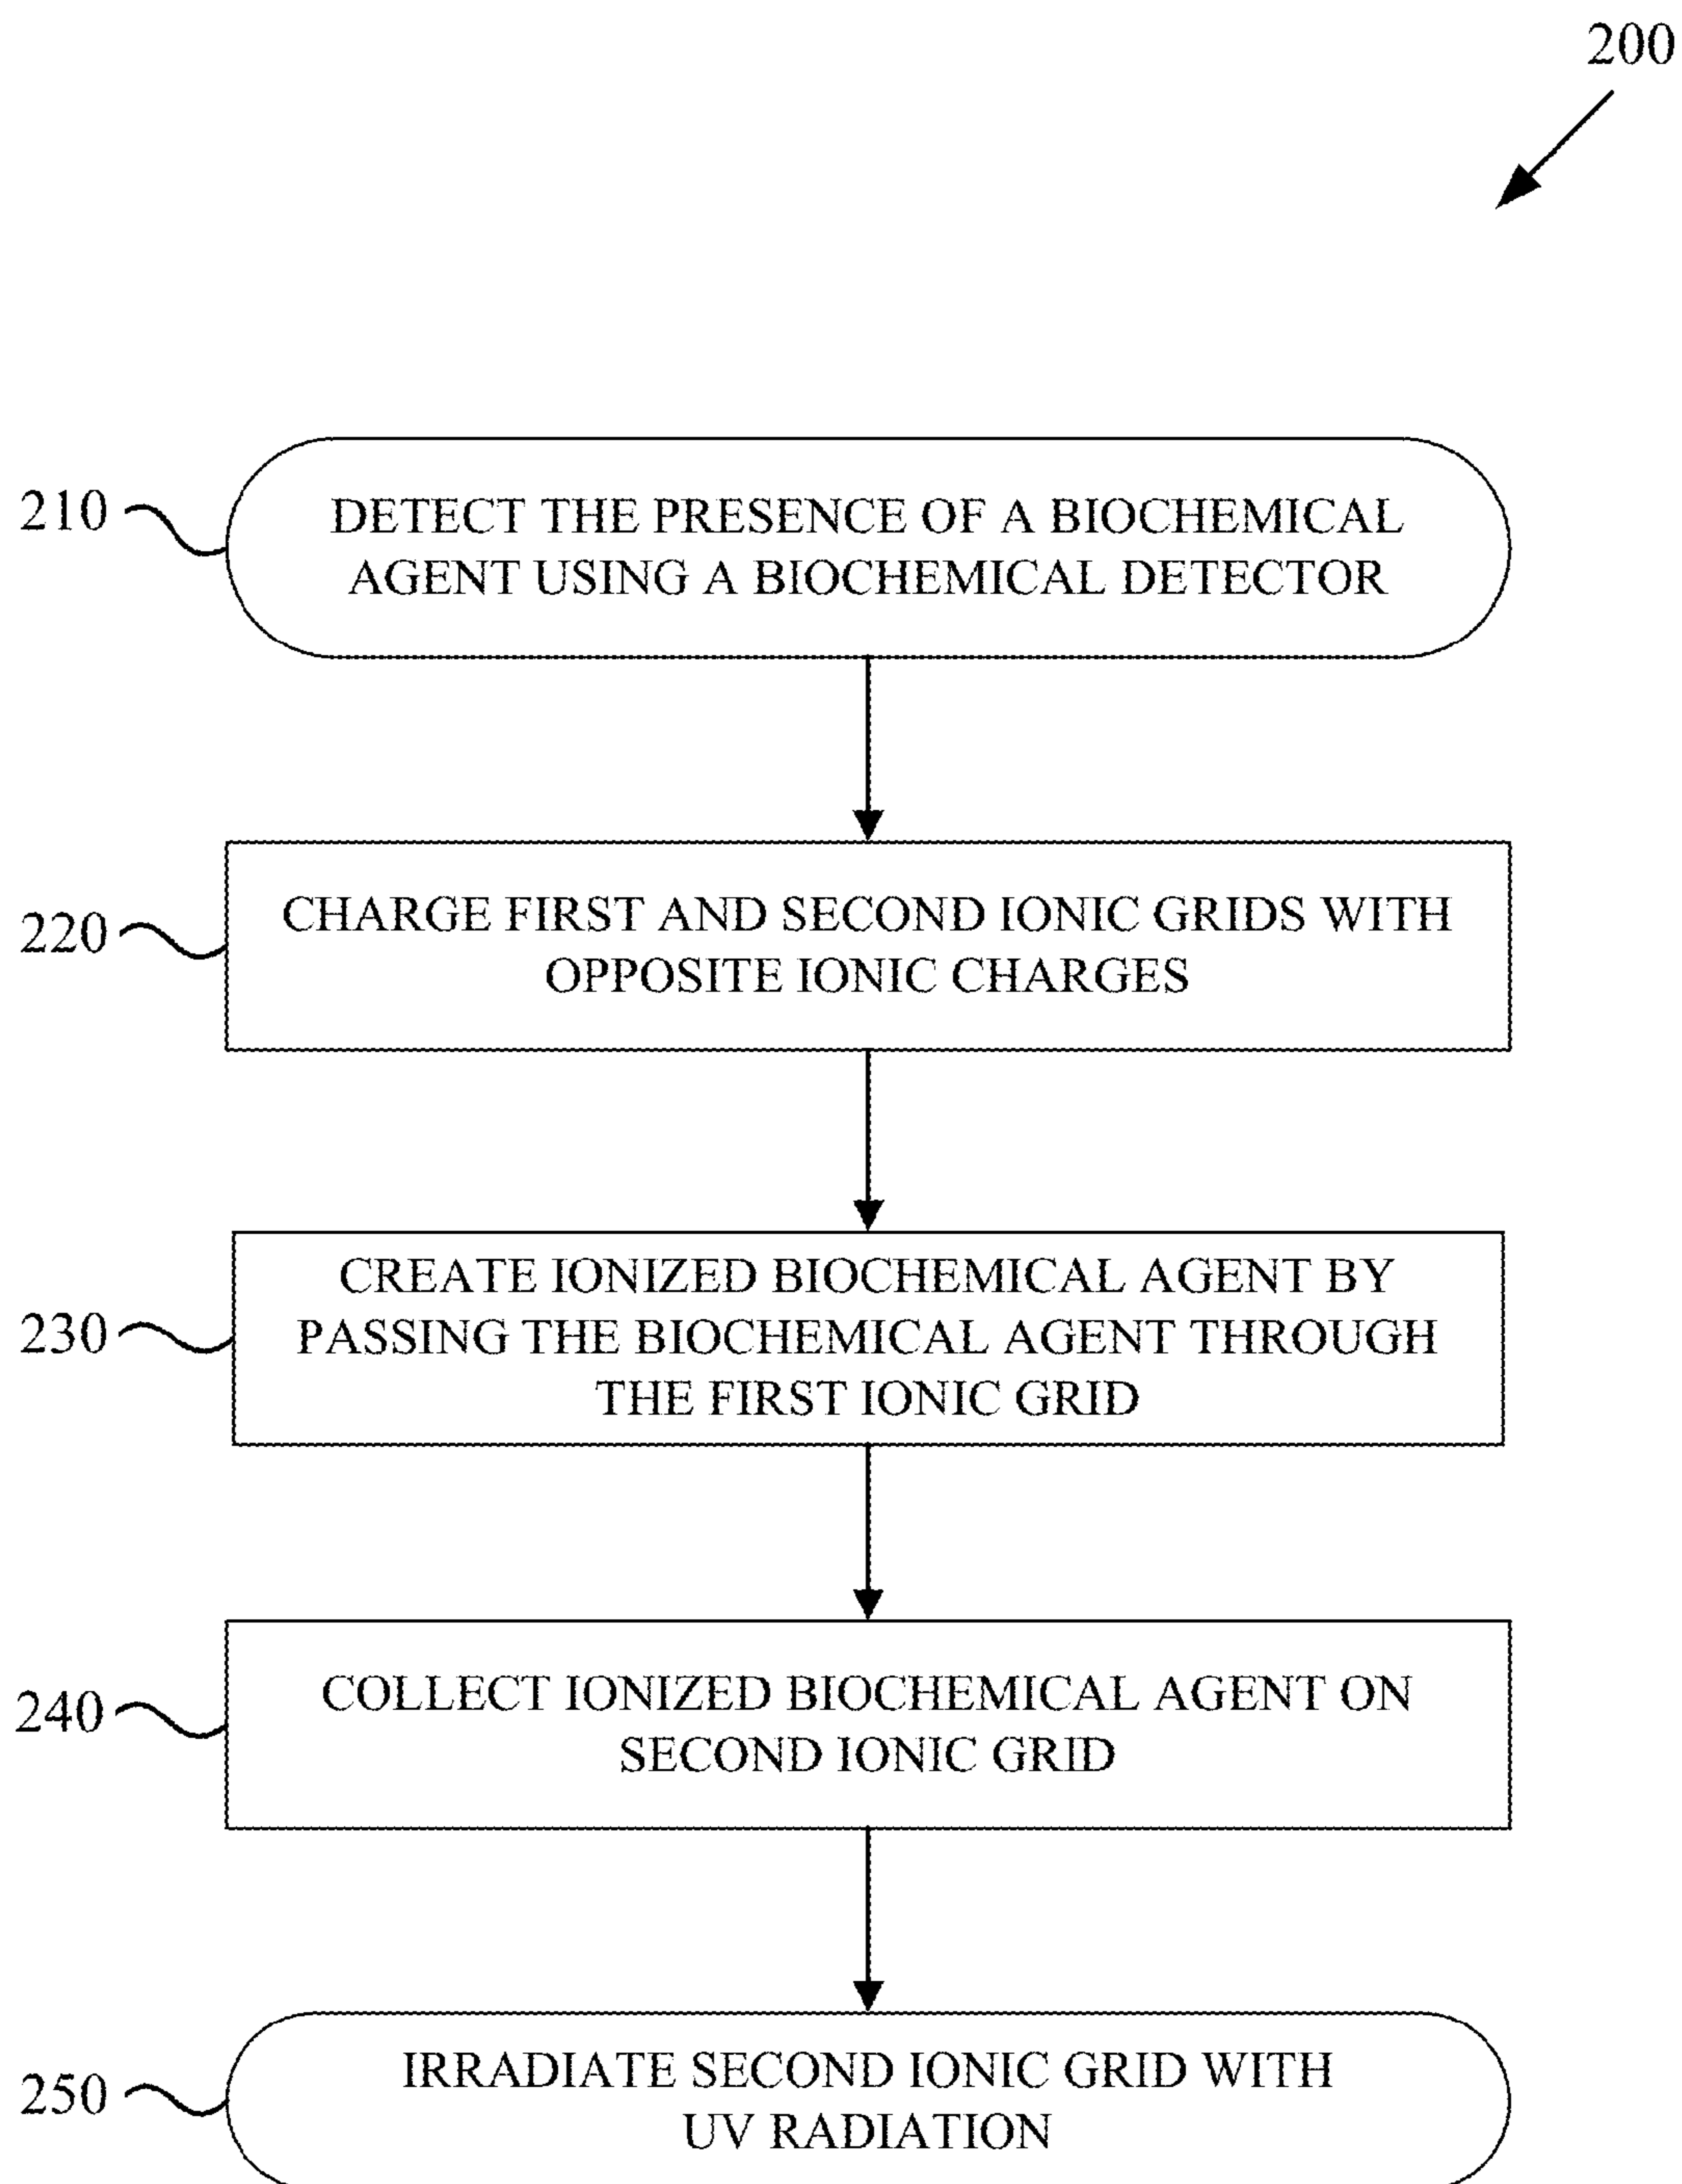 200
210
DETECT THE PRESENCE OF A BIOCHEMICAL
AGENT USING A BIOCHEMICAL DETECTOR
220
CHARGE FIRST AND SECOND IONIC GRIDS WITH
OPPOSITE IONIC CHARGES
230
CREATE IONIZED BIOCHEMICAL AGENT BY
PASSING THE BIOCHEMICAL AGENT THROUGH
THE FIRST IONIC GRID
240
COLLECT IONIZED BIOCHEMICAL AGENT ON
SECOND IONIC GRID
250
IRRADIATE SECOND IONIC GRID WITH
UV RADIATION